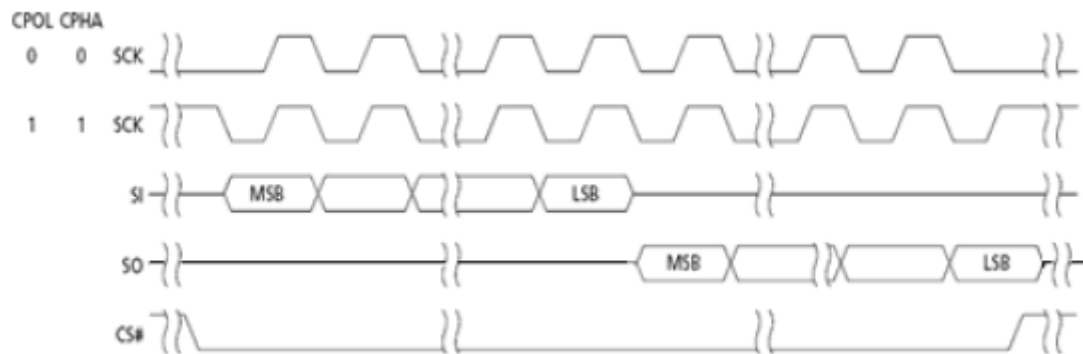 CPOL CPHA
0 0 SCK
1 1 SCK
SI MSB LSB
SO MSB LSB
CS#